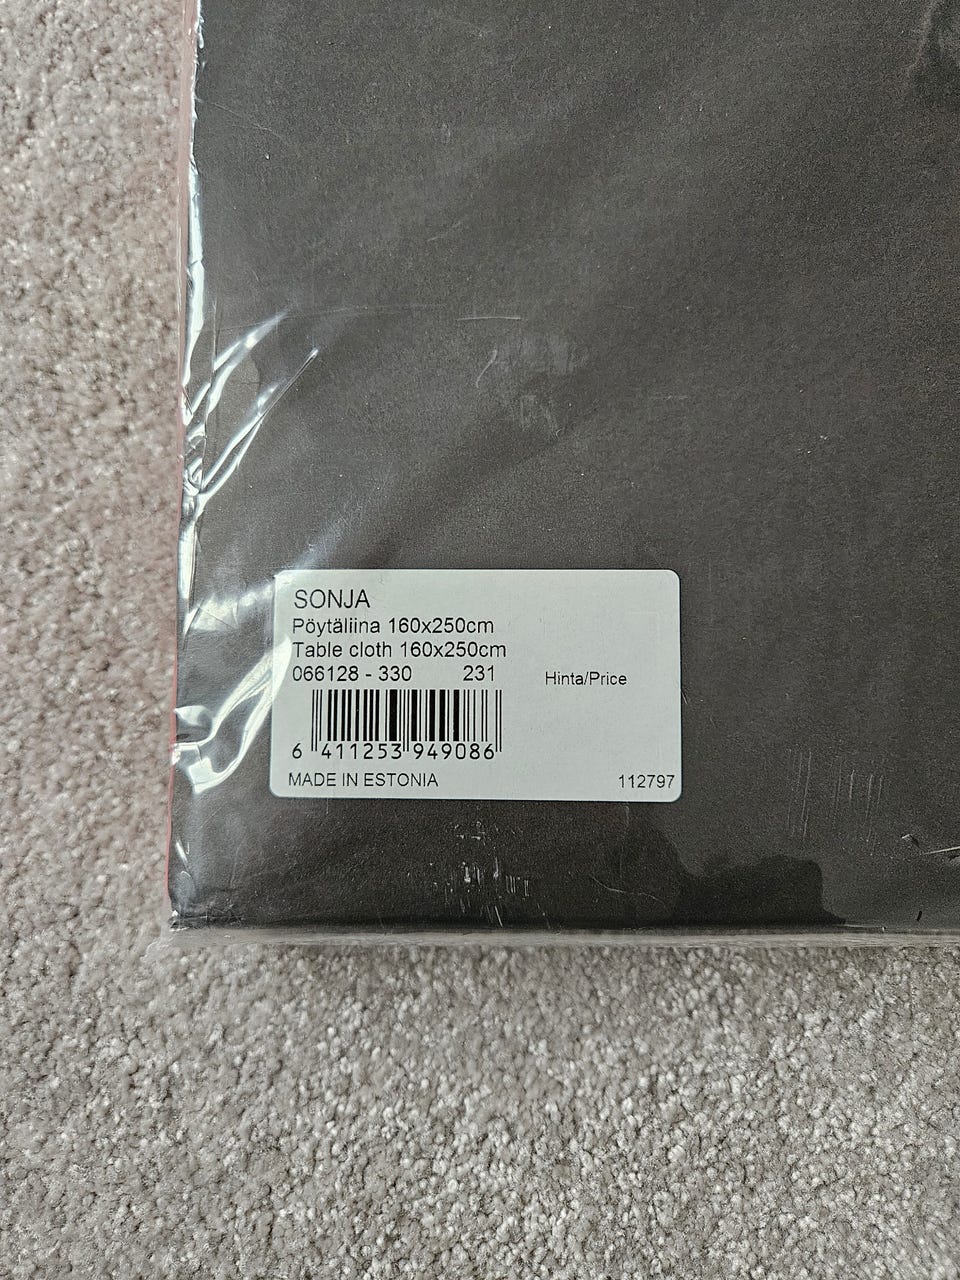 SONJA
Pöytäliina 160x250cm
Table cloth 160x250cm
066128 - 330 231
Hinta/Price
6 411253 949086
MADE IN ESTONIA
112797